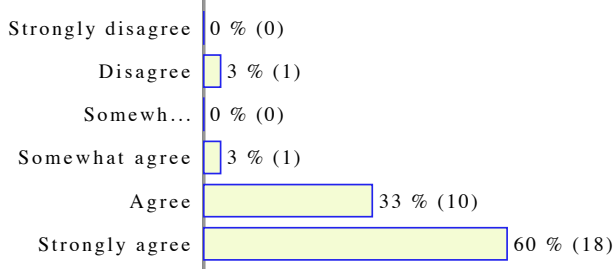 Strongly disagree 0 % (0)
Disagree 3 % (1)
Somewh... 0 % (0)
Somewhat agree 3 % (1)
Agree 33 % (10)
Strongly agree 60 % (18)